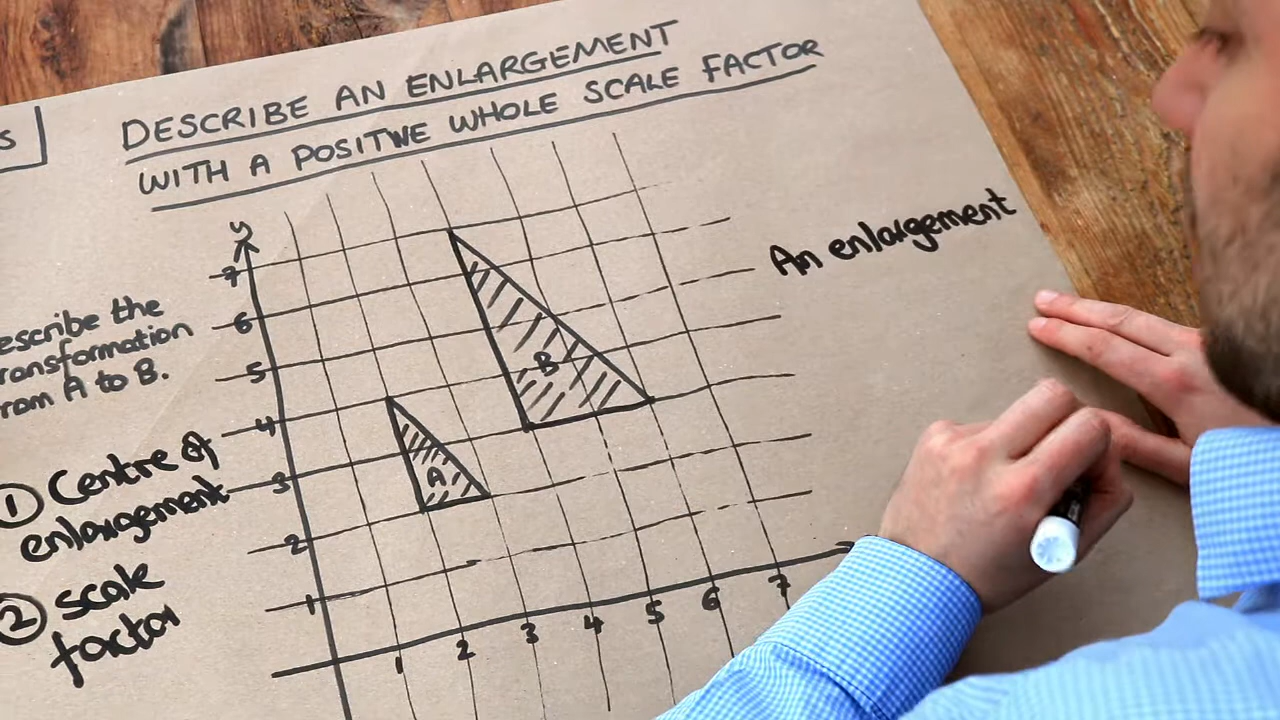 S
DESCRIBE AN ENLARGEMENT
WITH A POSITIVE WHOLE SCALE FACTOR
escribe the
ransformation
rom A to B.
① Centre of
enlargement
② scale
factor
y
7
6
5
4
3
2
1
1 2 3 4 5 6 7
A
B
An enlargement